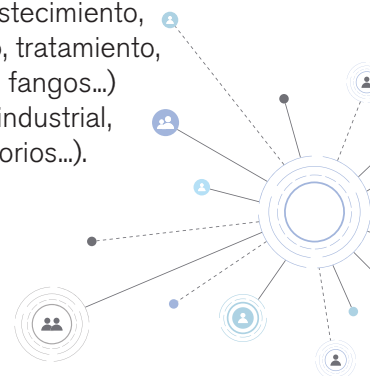 stecimiento,
o, tratamiento,
fangos...)
industrial,
orios...).